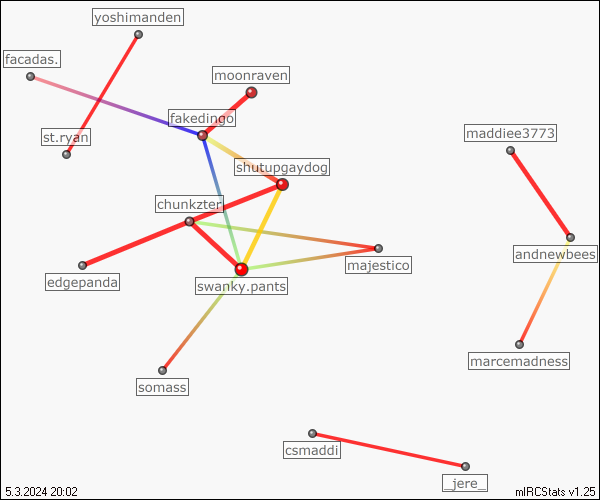 yoshimanden
facadas.
moonraven
fakedingo
st.ryan
maddiee3773
shutupgaydog
chunkzter
andnewbees
majestico
edgepanda
swanky.pants
marcemadness
somass
csmaddi
_jere_
5.3.2024 20:02
mIRCStats v1.25